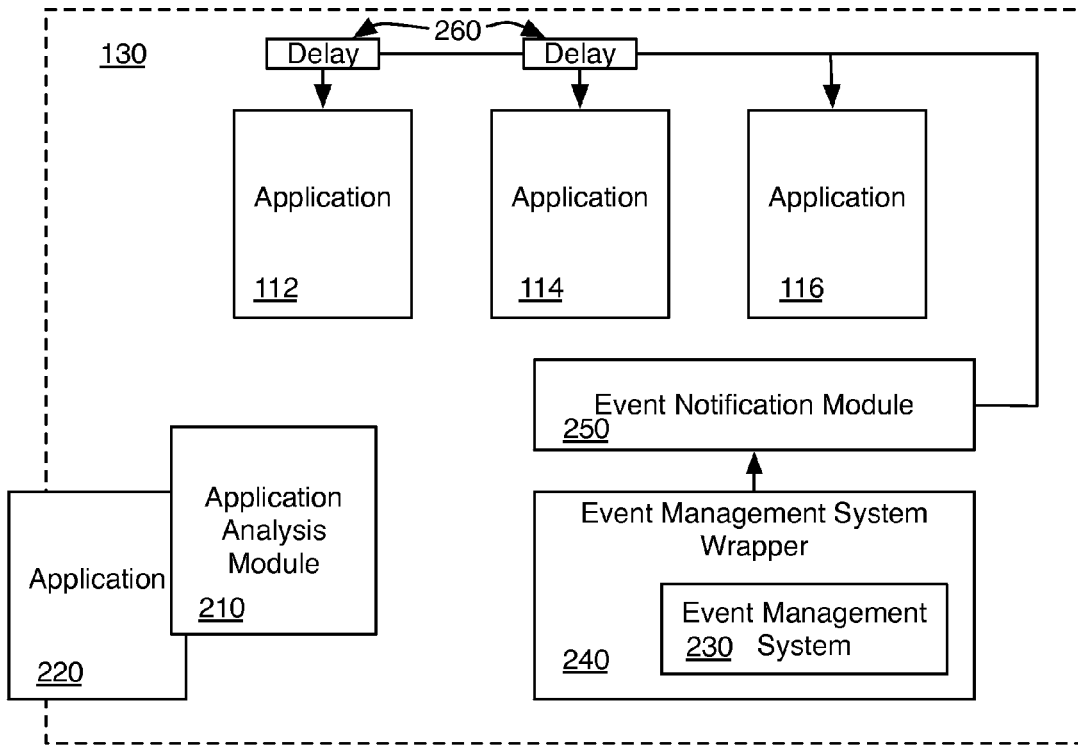 260
130
Delay
Delay
Application
112
Application
114
Application
116
Event Notification Module
250
Application
Analysis
Module
210
Application
220
Event Management System
Wrapper
240
Event Management
230 System